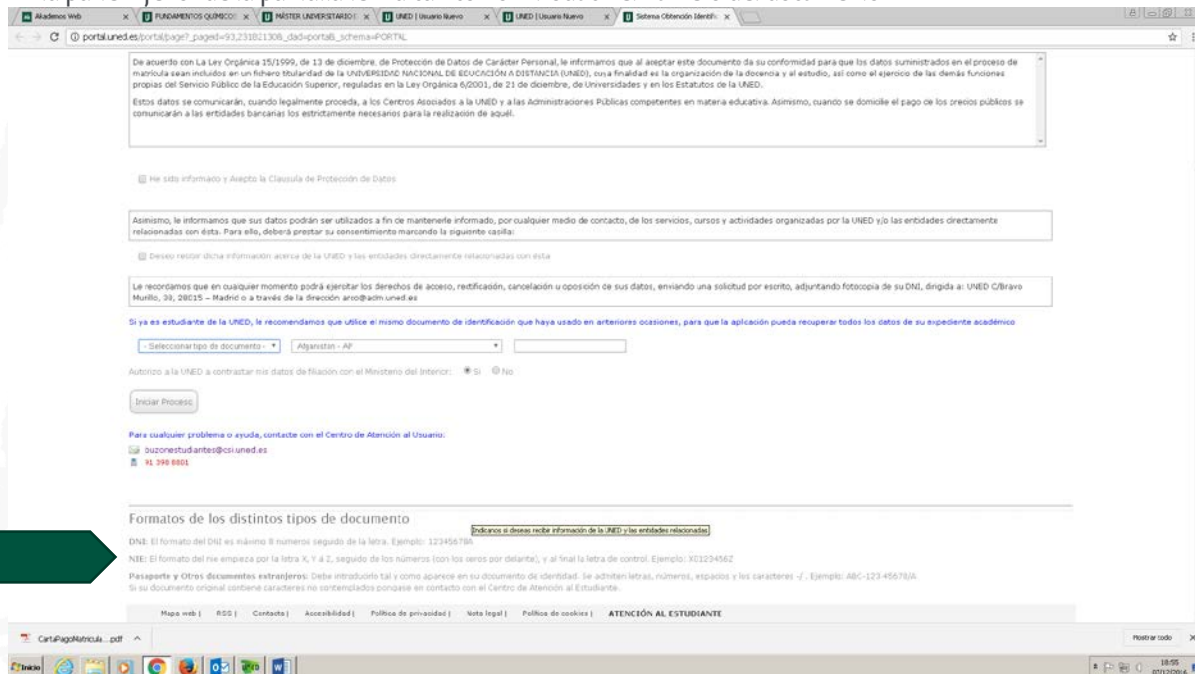 Akademos Web
FUNDAMENTOS QUÍMICOS
MÁSTER UNIVERSITARIO E
UNED | Usuario Nuevo
UNED | Usuario Nuevo
Sistema Obtención Identific
portal.uned.es/portal/page?_pageid=93,23182130&_dad=portal&_schema=PORTAL
De acuerdo con La Ley Orgánica 15/1999, de 13 de diciembre, de Protección de Datos de Carácter Personal, le informamos que al aceptar este documento da su conformidad para que los datos suministrados en el proceso de
matrícula sean incluidos en un fichero titularidad de la UNIVERSIDAD NACIONAL DE EDUCACIÓN A DISTANCIA (UNED), cuya finalidad es la organización de la docencia y el estudio, así como el ejercicio de las demás funciones
propias del Servicio Público de la Educación Superior, reguladas en la Ley Orgánica 6/2001, de 21 de diciembre, de Universidades y en los Estatutos de la UNED.
Estos datos se comunicarán, cuando legalmente proceda, a los Centros Asociados a la UNED y a las Administraciones Públicas competentes en materia educativa. Asimismo, cuando se domicilie el pago de los precios públicos se
comunicarán a las entidades bancarias los estrictamente necesarios para la realización de aquél.
He sido informado y Acepto la Clausula de Protección de Datos
Asimismo, le informamos que sus datos podrán ser utilizados a fin de mantenerle informado, por cualquier medio de contacto, de los servicios, cursos y actividades organizadas por la UNED y/o las entidades directamente
relacionadas con ésta. Para ello, deberá prestar su consentimiento marcando la siguiente casilla:
Deseo recibir dicha información acerca de la UNED y las entidades directamente relacionadas con ésta
Le recordamos que en cualquier momento podrá ejercitar los derechos de acceso, rectificación, cancelación u oposición de sus datos, enviando una solicitud por escrito, adjuntando fotocopia de su DNI, dirigida a: UNED C/Bravo
Murillo, 38, 28015 – Madrid o a través de la dirección arco@adm.uned.es
Si ya es estudiante de la UNED, le recomendamos que utilice el mismo documento de identificación que haya usado en anteriores ocasiones, para que la aplicación pueda recuperar todos los datos de su expediente académico
- Seleccionar tipo de documento -
Afganistan - AF
Autorizo a la UNED a contrastar mis datos de filiación con el Ministerio del Interior: Si No
Iniciar Proceso
Para cualquier problema o ayuda, contacte con el Centro de Atención al Usuario:
buzonestudiantes@csi.uned.es
91 398 8801
Formatos de los distintos tipos de documento
Indicanos si deseas recibir información de la UNED y las entidades relacionadas
DNI: El formato del DNI es máximo 8 números seguido de la letra. Ejemplo: 12345678A
NIE: El formato del nie empieza por la letra X, Y á Z, seguido de los números (con los ceros por delante), y al final la letra de control. Ejemplo: X0123456Z
Pasaporte y Otros documentos extranjeros: Debe introducirlo tal y como aparece en su documento de identidad. Se admiten letras, números, espacios y los caracteres -/ . Ejemplo: ABC-123 45678/A
Si su documento original contiene caracteres no contemplados pongase en contacto con el Centro de Atención al Estudiante.
Mapa web | RSS | Contacta | Accesibilidad | Política de privacidad | Nota legal | Política de cookies | ATENCIÓN AL ESTUDIANTE
CartaPagoMatricula....pdf
Mostrar todo
Inicio
18:55
07/12/2016